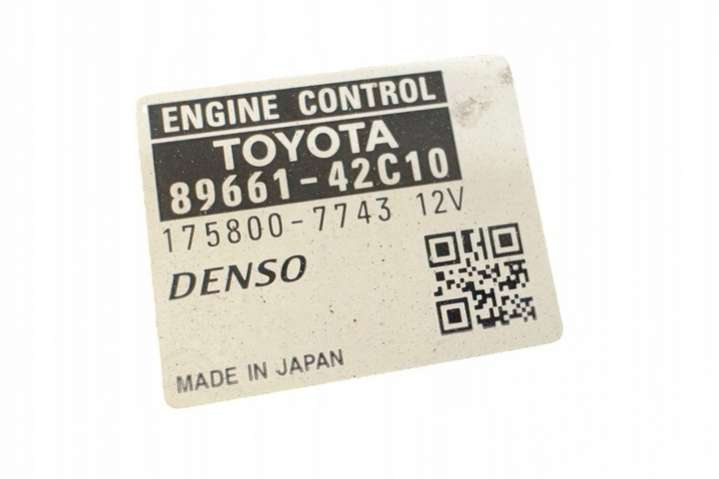 ENGINE CONTROL
TOYOTA
89661-42C10
175800-7743 12V
DENSO
MADE IN JAPAN